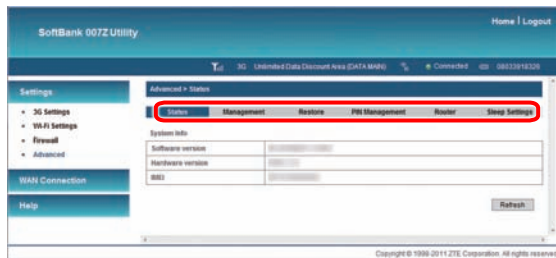 Home | Logout
SoftBank 007Z Utility
3G Unlimited Data Discount Area (DATA MAIN) Connected
Settings
3G Settings
Wi-Fi Settings
Firewall
Advanced
WAN Connection
Help
Advanced > Status
Status Management Restore PIN Management Router Sleep Settings
System Info
Software version
Hardware version
IMEI
Refresh
Copyright © 1998-2011 ZTE Corporation. All rights reserved